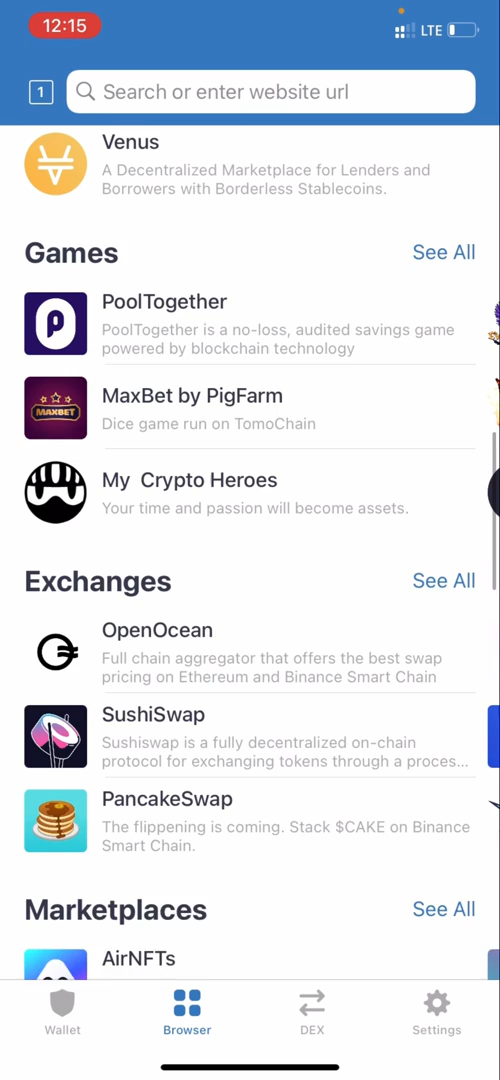 12:15
LTE
1
Search or enter website url
Venus
A Decentralized Marketplace for Lenders and
Borrowers with Borderless Stablecoins.
Games
See All
PoolTogether
PoolTogether is a no-loss, audited savings game
powered by blockchain technology
MAXBET
MaxBet by PigFarm
Dice game run on TomoChain
My Crypto Heroes
Your time and passion will become assets.
Exchanges
See All
OpenOcean
Full chain aggregator that offers the best swap
pricing on Ethereum and Binance Smart Chain
SushiSwap
Sushiswap is a fully decentralized on-chain
protocol for exchanging tokens through a proces...
PancakeSwap
The flippening is coming. Stack $CAKE on Binance
Smart Chain.
Marketplaces
See All
AirNFTs
Wallet
Browser
DEX
Settings